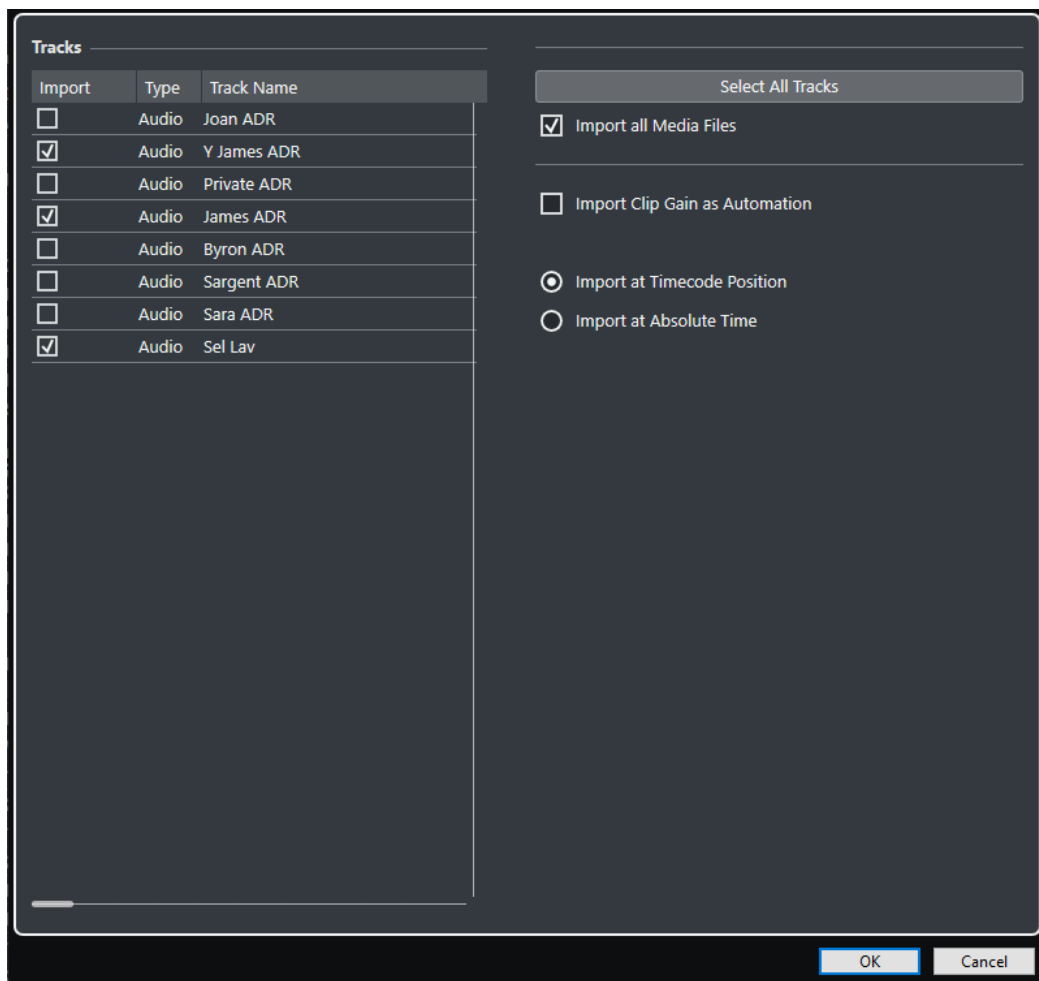 Tracks
Import Type Track Name
Audio Joan ADR
Audio Y James ADR
Audio Private ADR
Audio James ADR
Audio Byron ADR
Audio Sargent ADR
Audio Sara ADR
Audio Sel Lav
Select All Tracks
Import all Media Files
Import Clip Gain as Automation
Import at Timecode Position
Import at Absolute Time
OK Cancel